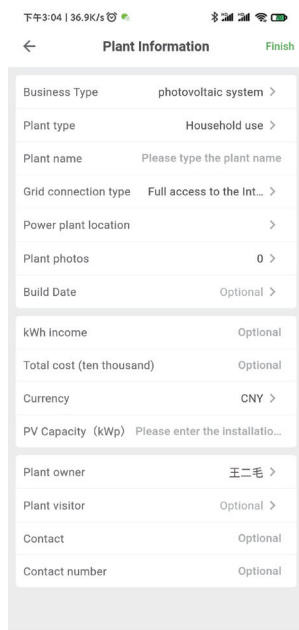 下午3:04 | 36.9K/s
Plant Information
Finish
Business Type photovoltaic system >
Plant type Household use >
Plant name Please type the plant name
Grid connection type Full access to the Int... >
Power plant location >
Plant photos 0 >
Build Date Optional >
kWh income Optional
Total cost (ten thousand) Optional
Currency CNY >
PV Capacity（kWp） Please enter the installatio...
Plant owner 王二毛 >
Plant visitor Optional >
Contact Optional
Contact number Optional